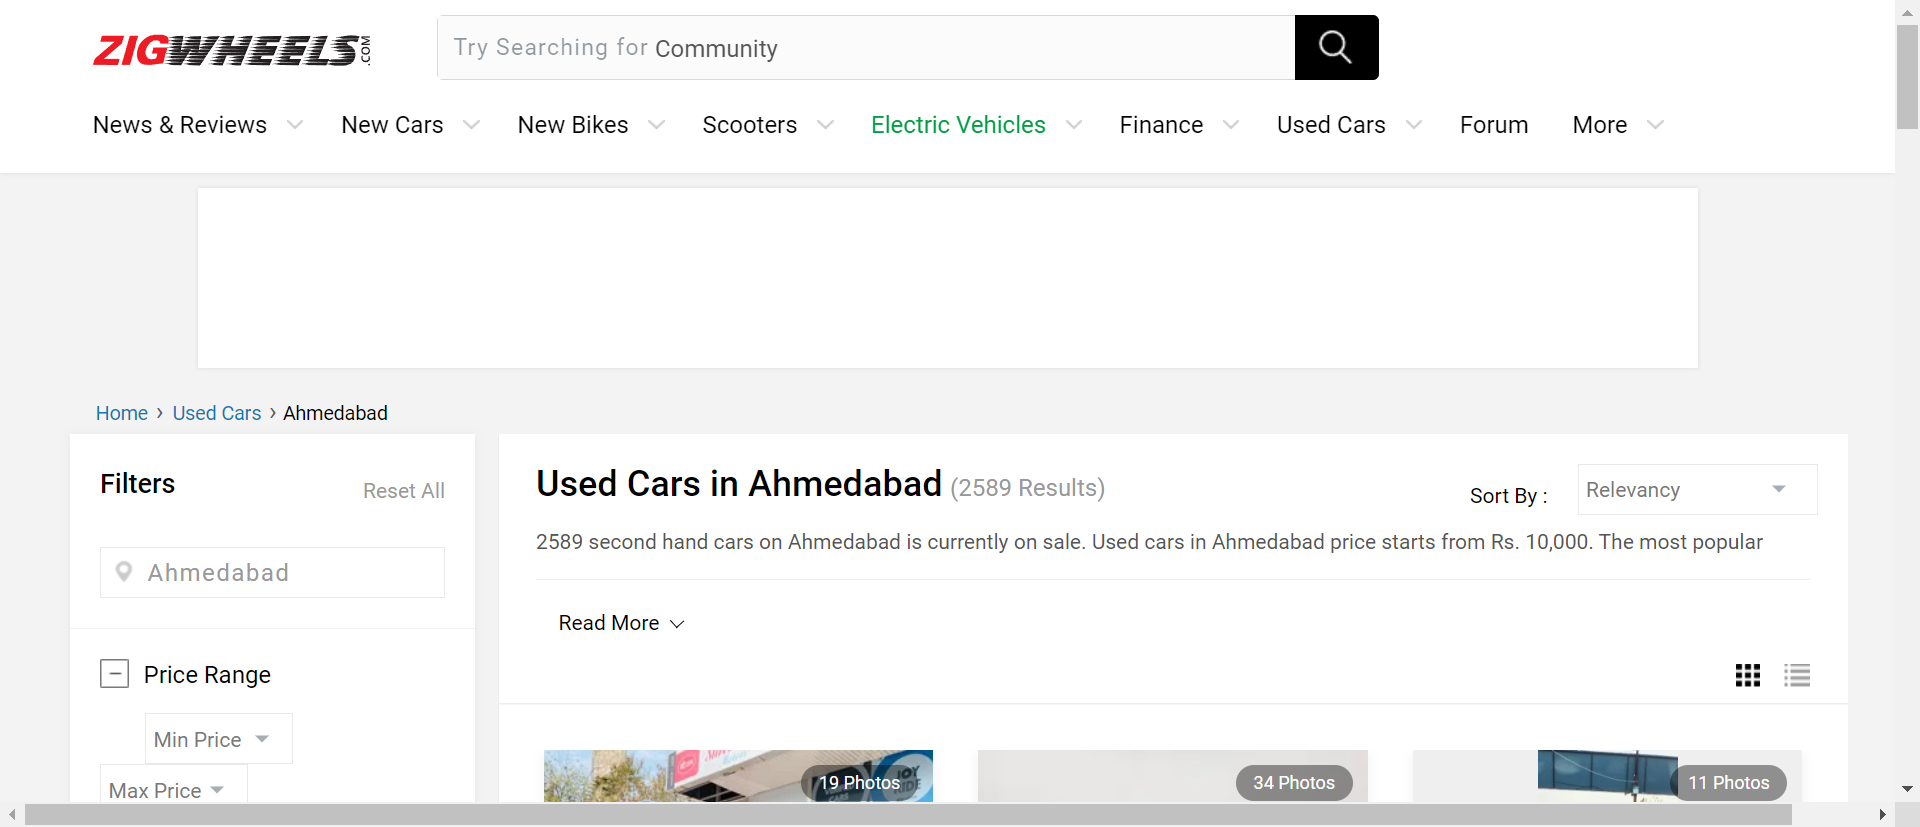 ZIGWHEELS.COM
Try Searching for Community
News & Reviews New Cars New Bikes Scooters Electric Vehicles Finance Used Cars Forum More
Home › Used Cars › Ahmedabad
Filters
Reset All
Ahmedabad
Price Range
Min Price
Max Price
Used Cars in Ahmedabad (2589 Results)
Sort By :
Relevancy
2589 second hand cars on Ahmedabad is currently on sale. Used cars in Ahmedabad price starts from Rs. 10,000. The most popular
Read More
19 Photos
34 Photos
11 Photos